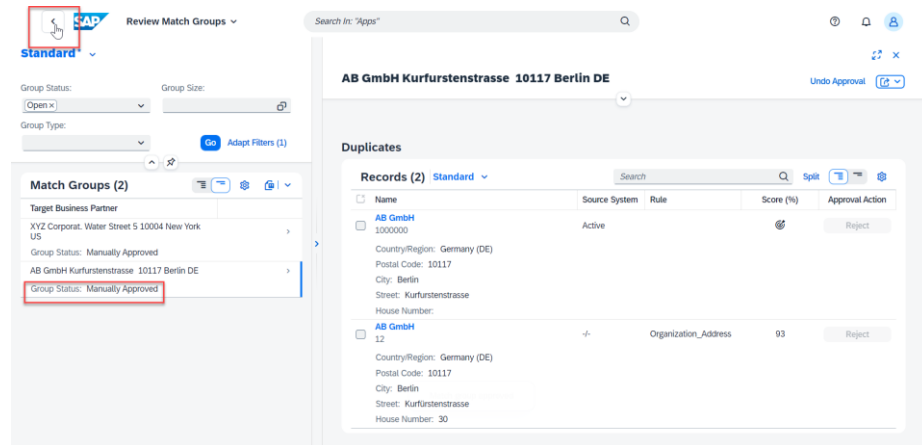 SAP
Review Match Groups
Search In: "Apps"
Standard*
Group Status:
Group Size:
Open ×
Group Type:
Go
Adapt Filters (1)
Match Groups (2)
Target Business Partner
XYZ Corporat. Water Street 5 10004 New York
US
Group Status: Manually Approved
AB GmbH Kurfurstenstrasse 10117 Berlin DE
Group Status: Manually Approved
AB GmbH Kurfurstenstrasse 10117 Berlin DE
Undo Approval
Duplicates
Records (2) Standard
Search
Split
Name
Source System
Rule
Score (%)
Approval Action
AB GmbH
1000000
Active
Reject
Country/Region: Germany (DE)
Postal Code: 10117
City: Berlin
Street: Kurfurstenstrasse
House Number:
AB GmbH
12
-/-
Organization_Address
93
Reject
Country/Region: Germany (DE)
Postal Code: 10117
City: Berlin
Street: Kurfürstenstrasse
House Number: 30